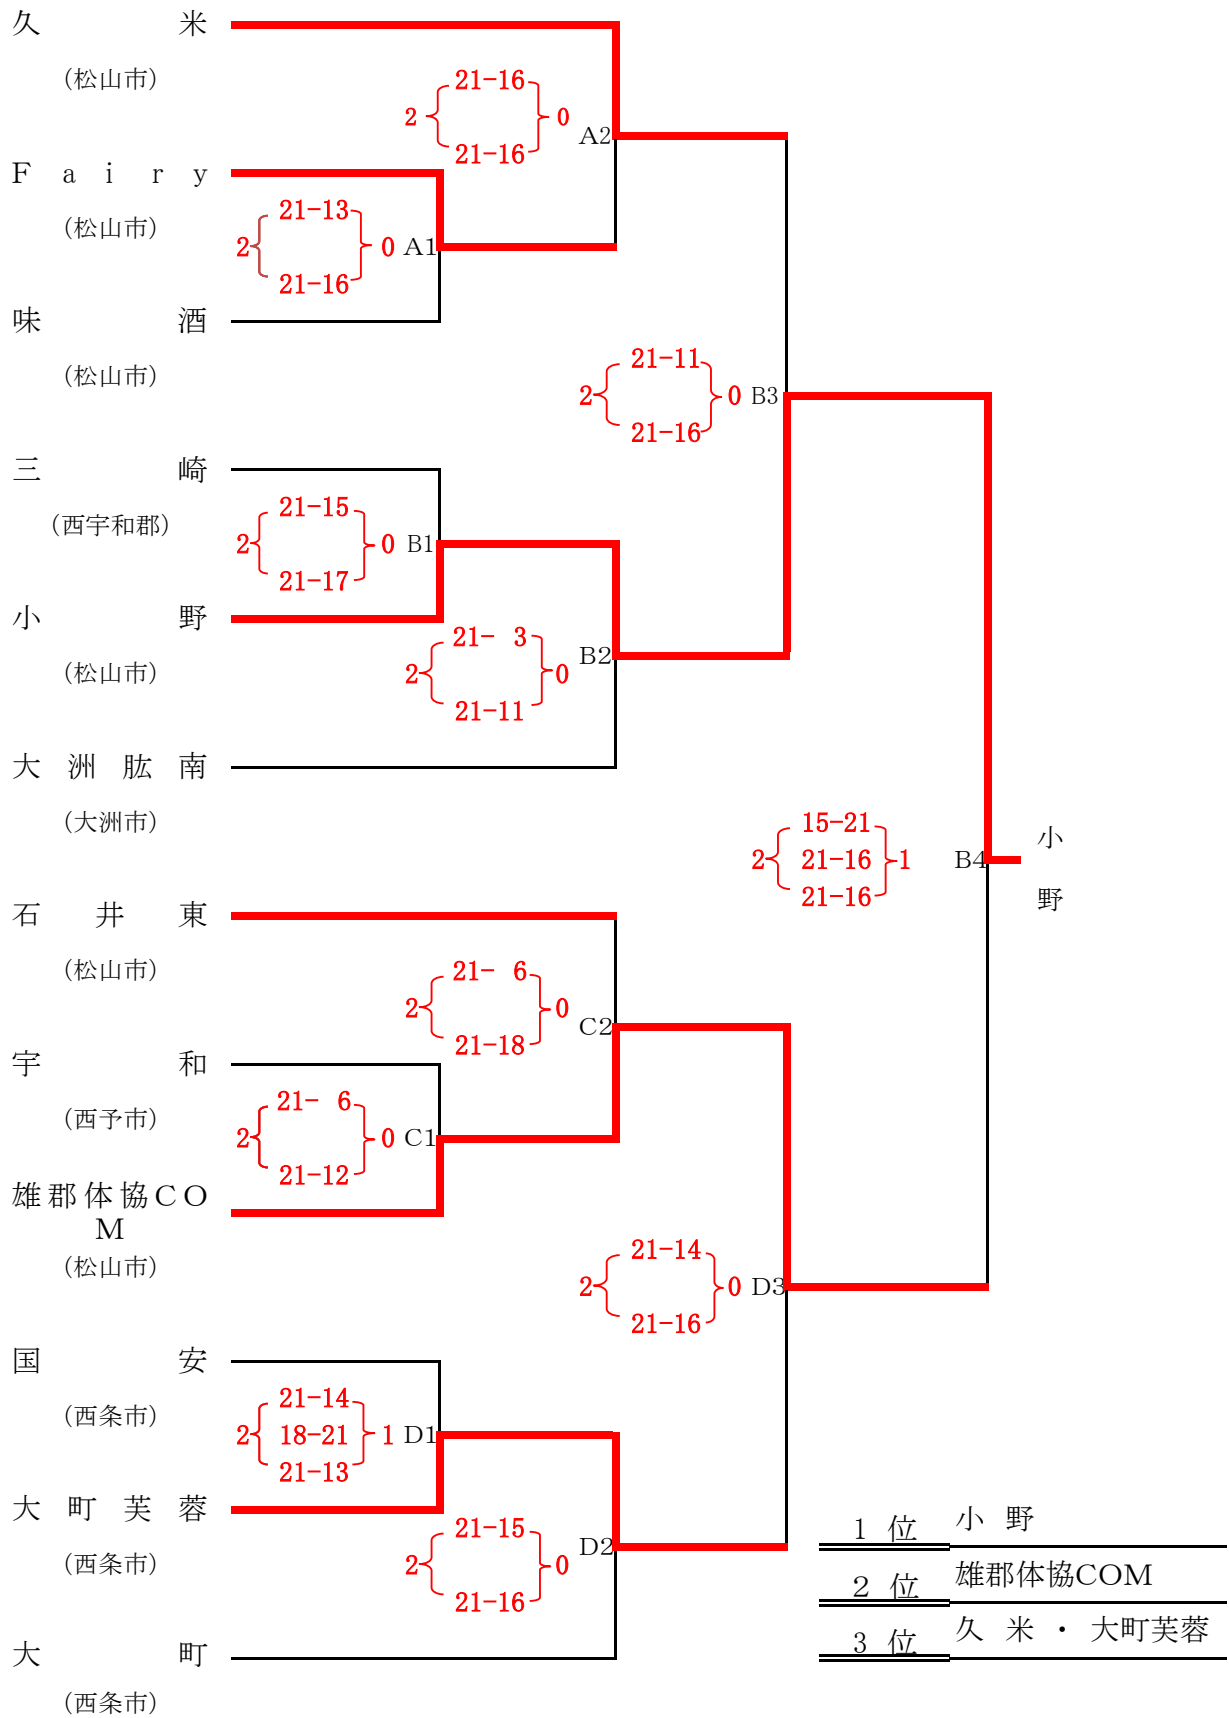 久米
(松山市)
21-16
2 0
A2
21-16
Fairy
(松山市)
21-13
2 0 A1
21-16
味酒
(松山市)
21-11
2 0 B3
21-16
三崎
(西宇和郡)
21-15
2 0 B1
21-17
小野
(松山市)
21- 3
2 0 B2
21-11
大洲肱南
(大洲市)
15-21
2 21-16 1 B4
21-16
小野
石井東
(松山市)
21- 6
2 0 C2
21-18
宇和
(西予市)
21- 6
2 0 C1
21-12
雄郡体協CO
M
(松山市)
21-14
2 0 D3
21-16
国安
(西条市)
21-14
2 18-21 1 D1
21-13
大町芙蓉
(西条市)
21-15
2 0 D2
21-16
大町
(西条市)
1 位 小 野
2 位 雄郡体協COM
3 位 久 米 ・ 大町芙蓉